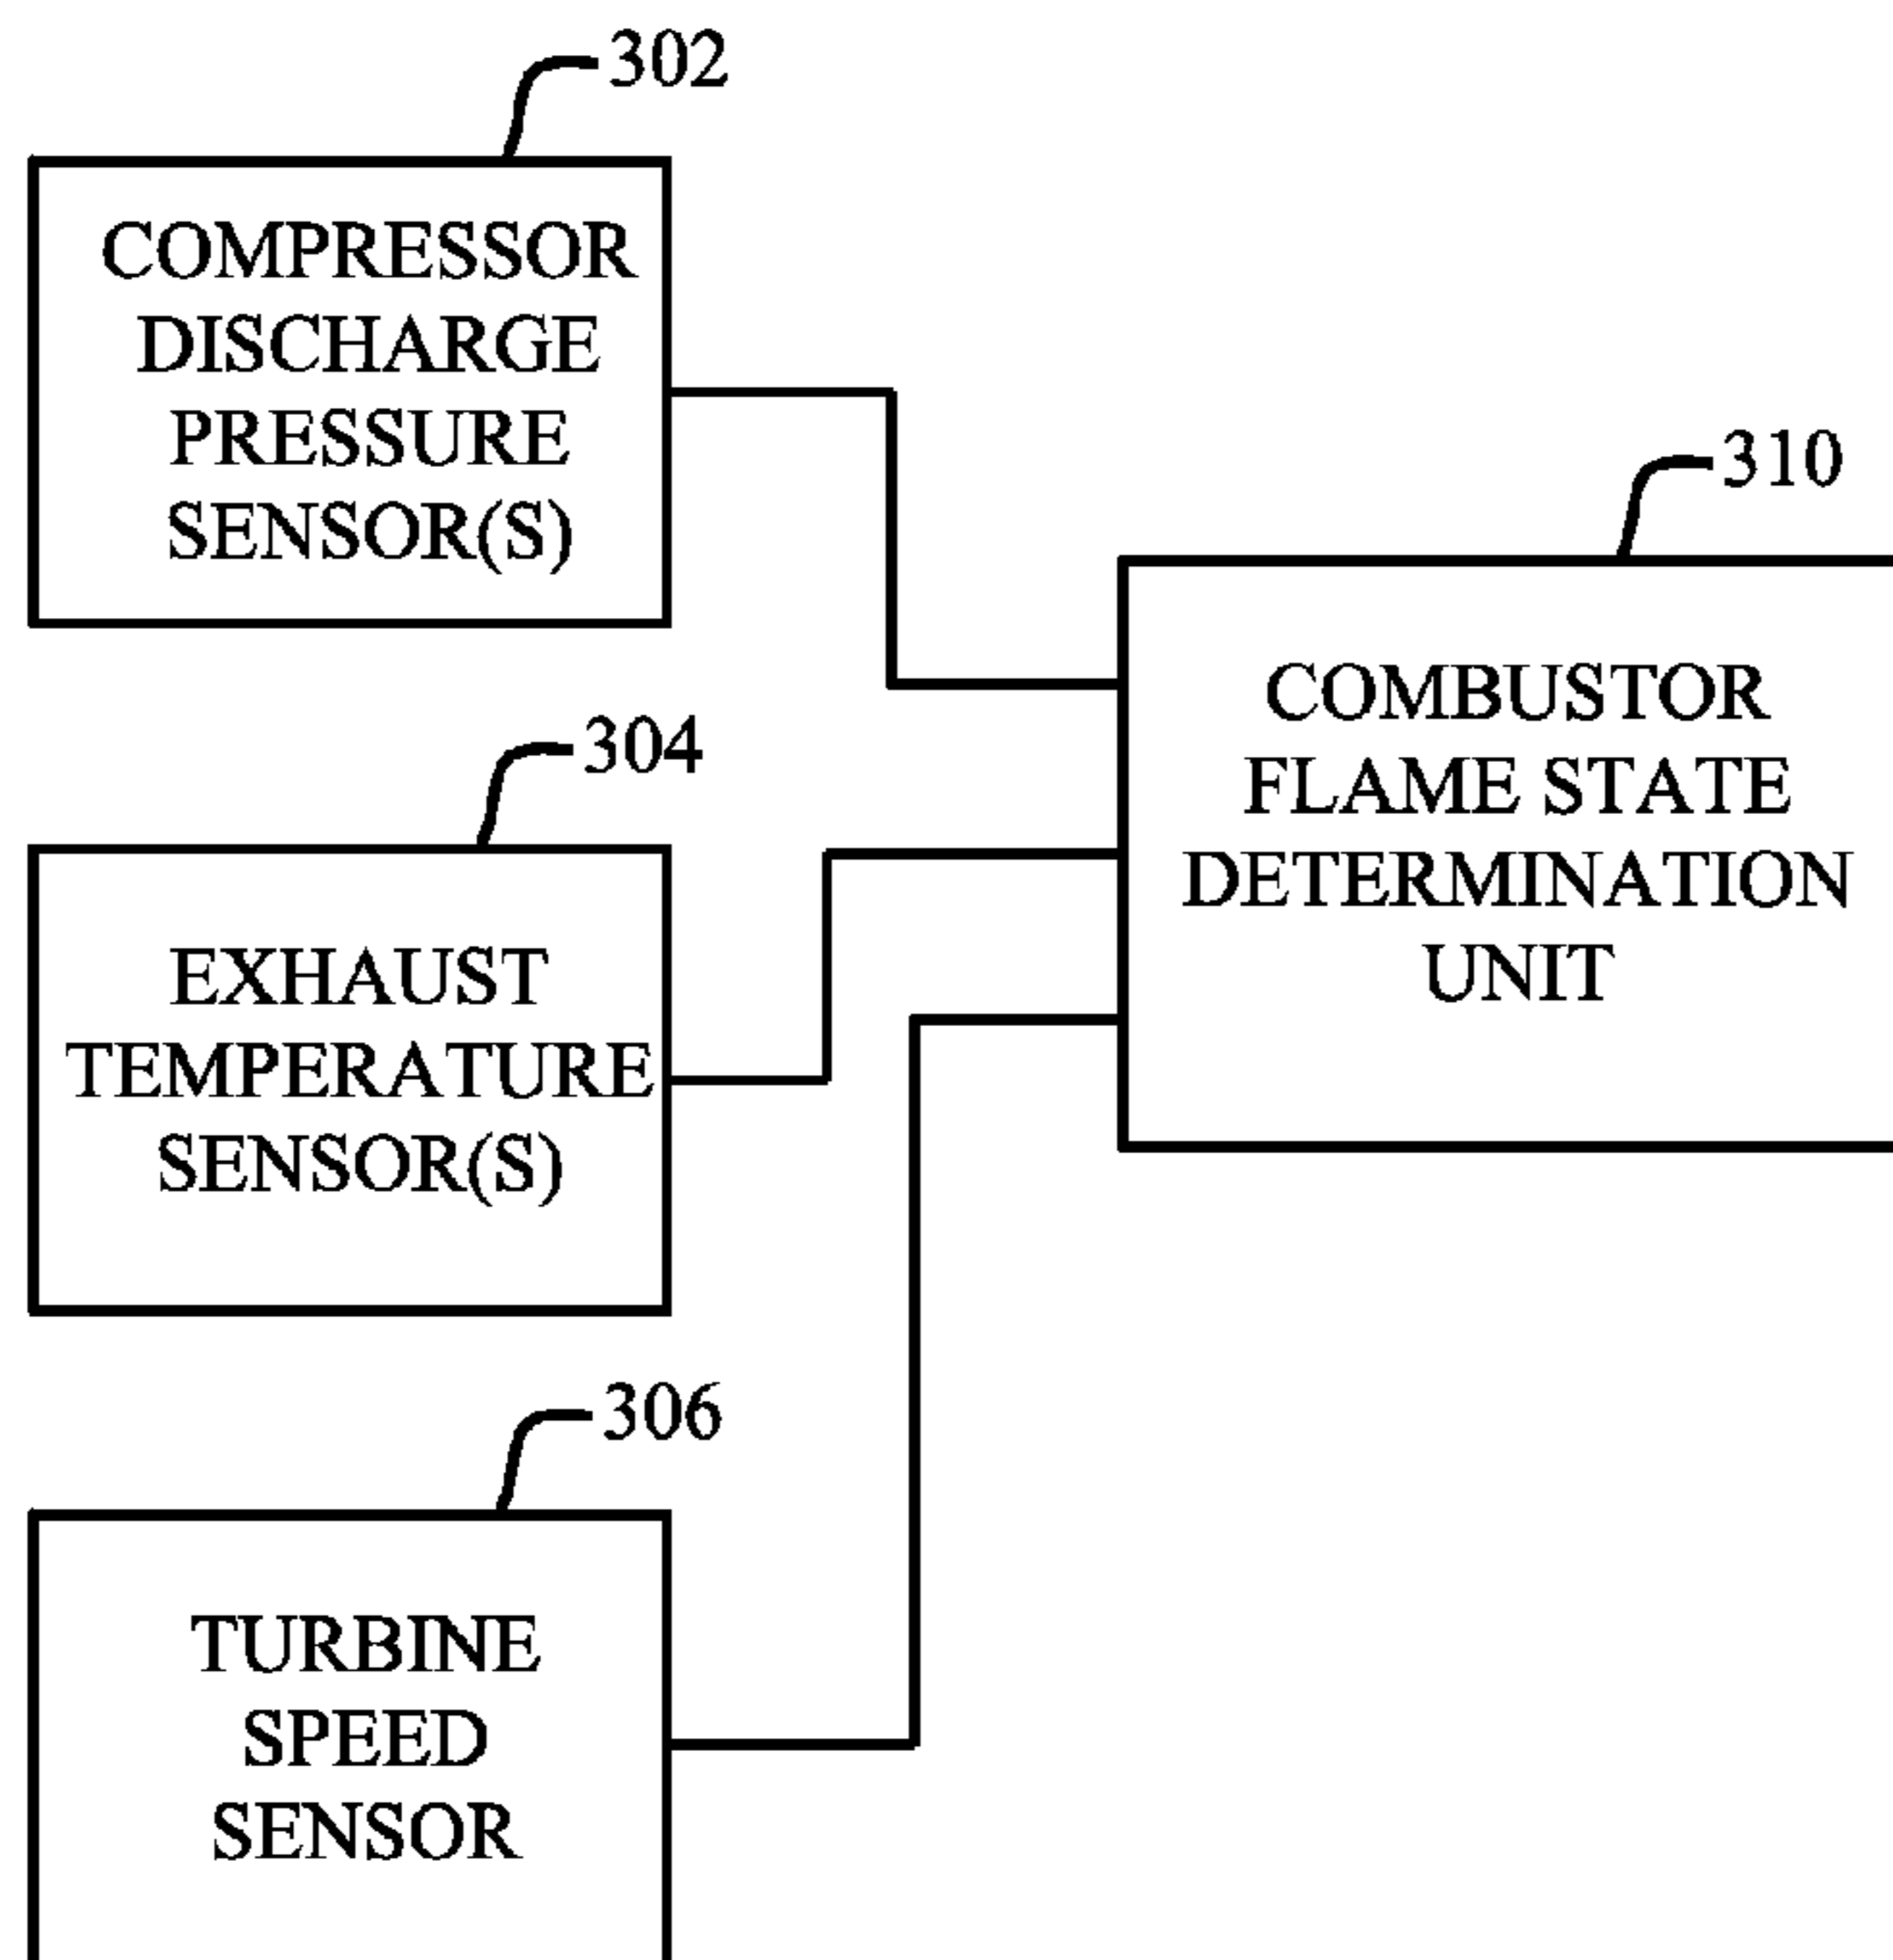 302
COMPRESSOR
DISCHARGE
PRESSURE
SENSOR(S)
310
COMBUSTOR
FLAME STATE
DETERMINATION
UNIT
304
EXHAUST
TEMPERATURE
SENSOR(S)
306
TURBINE
SPEED
SENSOR